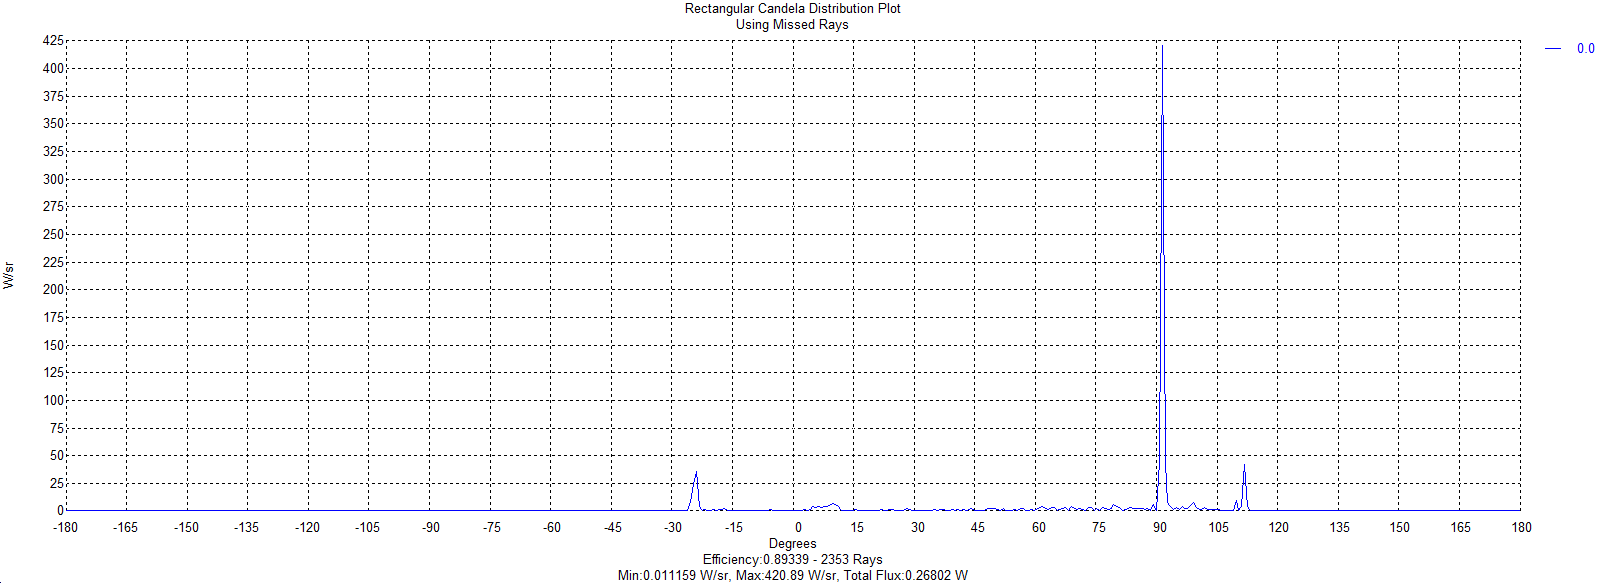 Rectangular Candela Distribution Plot
Using Missed Rays
0.0
425
400
375
350
325
300
275
250
225
200
175
150
125
100
75
50
25
0
W/sr
-180 -165 -150 -135 -120 -105 -90 -75 -60 -45 -30 -15 0 15 30 45 60 75 90 105 120 135 150 165 180
Degrees
Efficiency:0.89339 - 2353 Rays
Min:0.011159 W/sr, Max:420.89 W/sr, Total Flux:0.26802 W